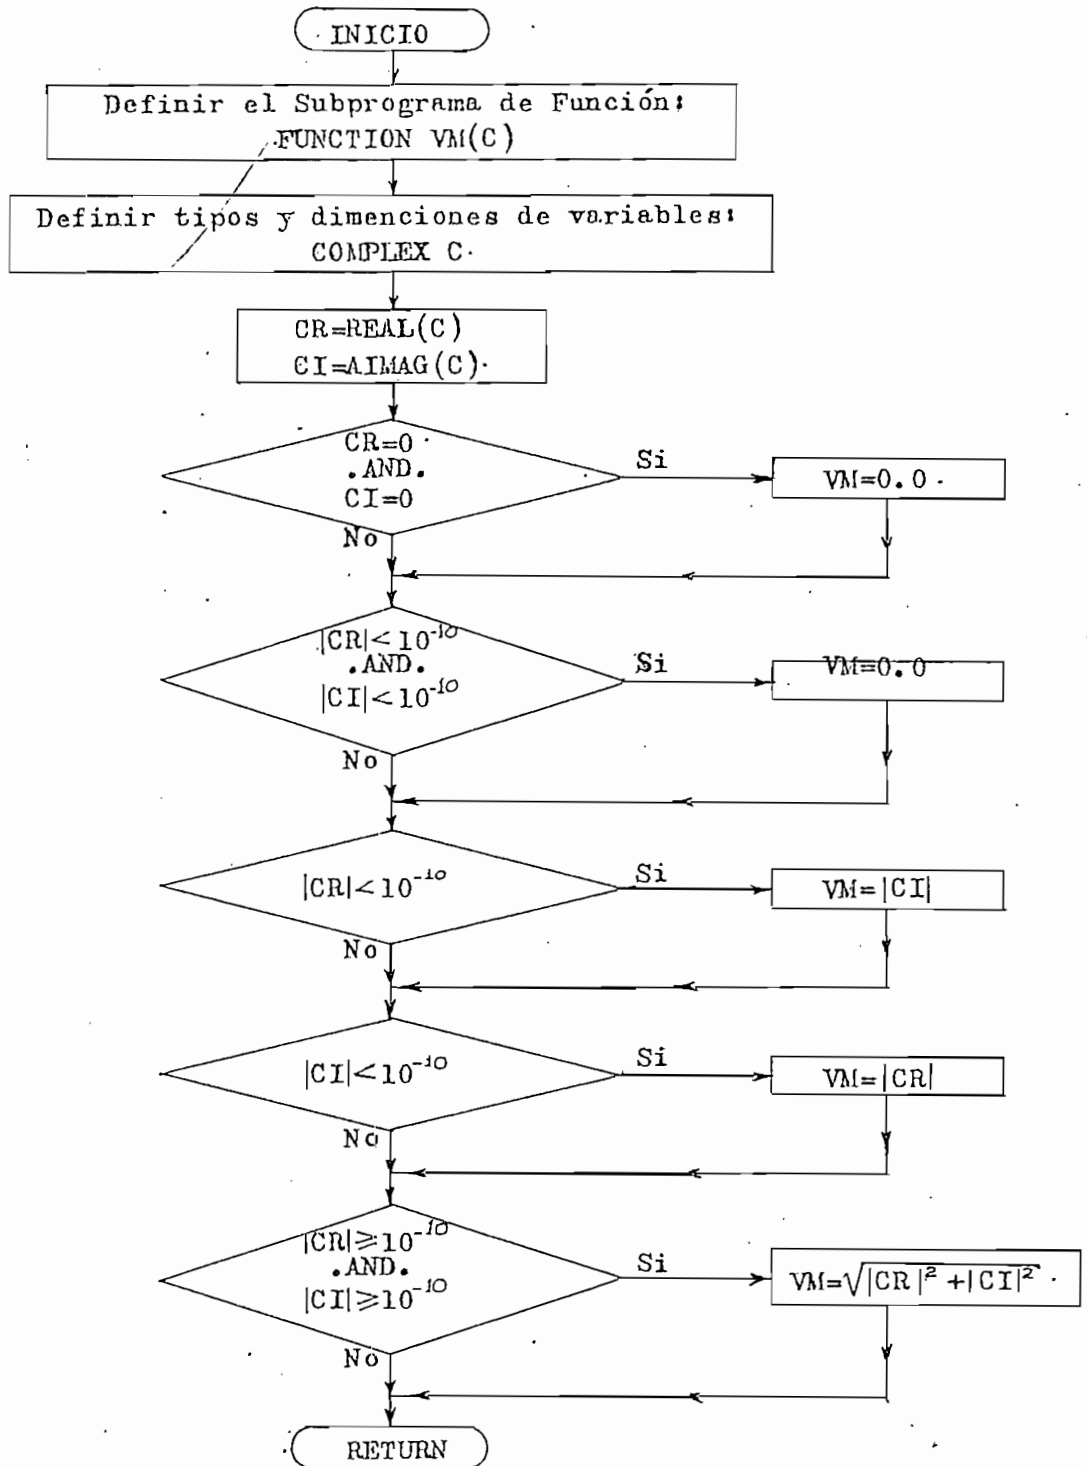 INICIO
Definir el Subprograma de Función:
FUNCTION VM(C)
Definir tipos y dimenciones de variables:
COMPLEX C.
CR=REAL(C)
CI=AIMAG(C).
CR=0
.AND.
CI=0
Si
VM=0.0
No
|CR|<10⁻¹⁰
.AND.
|CI|<10⁻¹⁰
Si
VM=0.0
No
|CR|<10⁻¹⁰
Si
VM=|CI|
No
|CI|<10⁻¹⁰
Si
VM=|CR|
No
|CR|⩾10⁻¹⁰
.AND.
|CI|⩾10⁻¹⁰
Si
VM=√|CR|²+|CI|²
No
RETURN